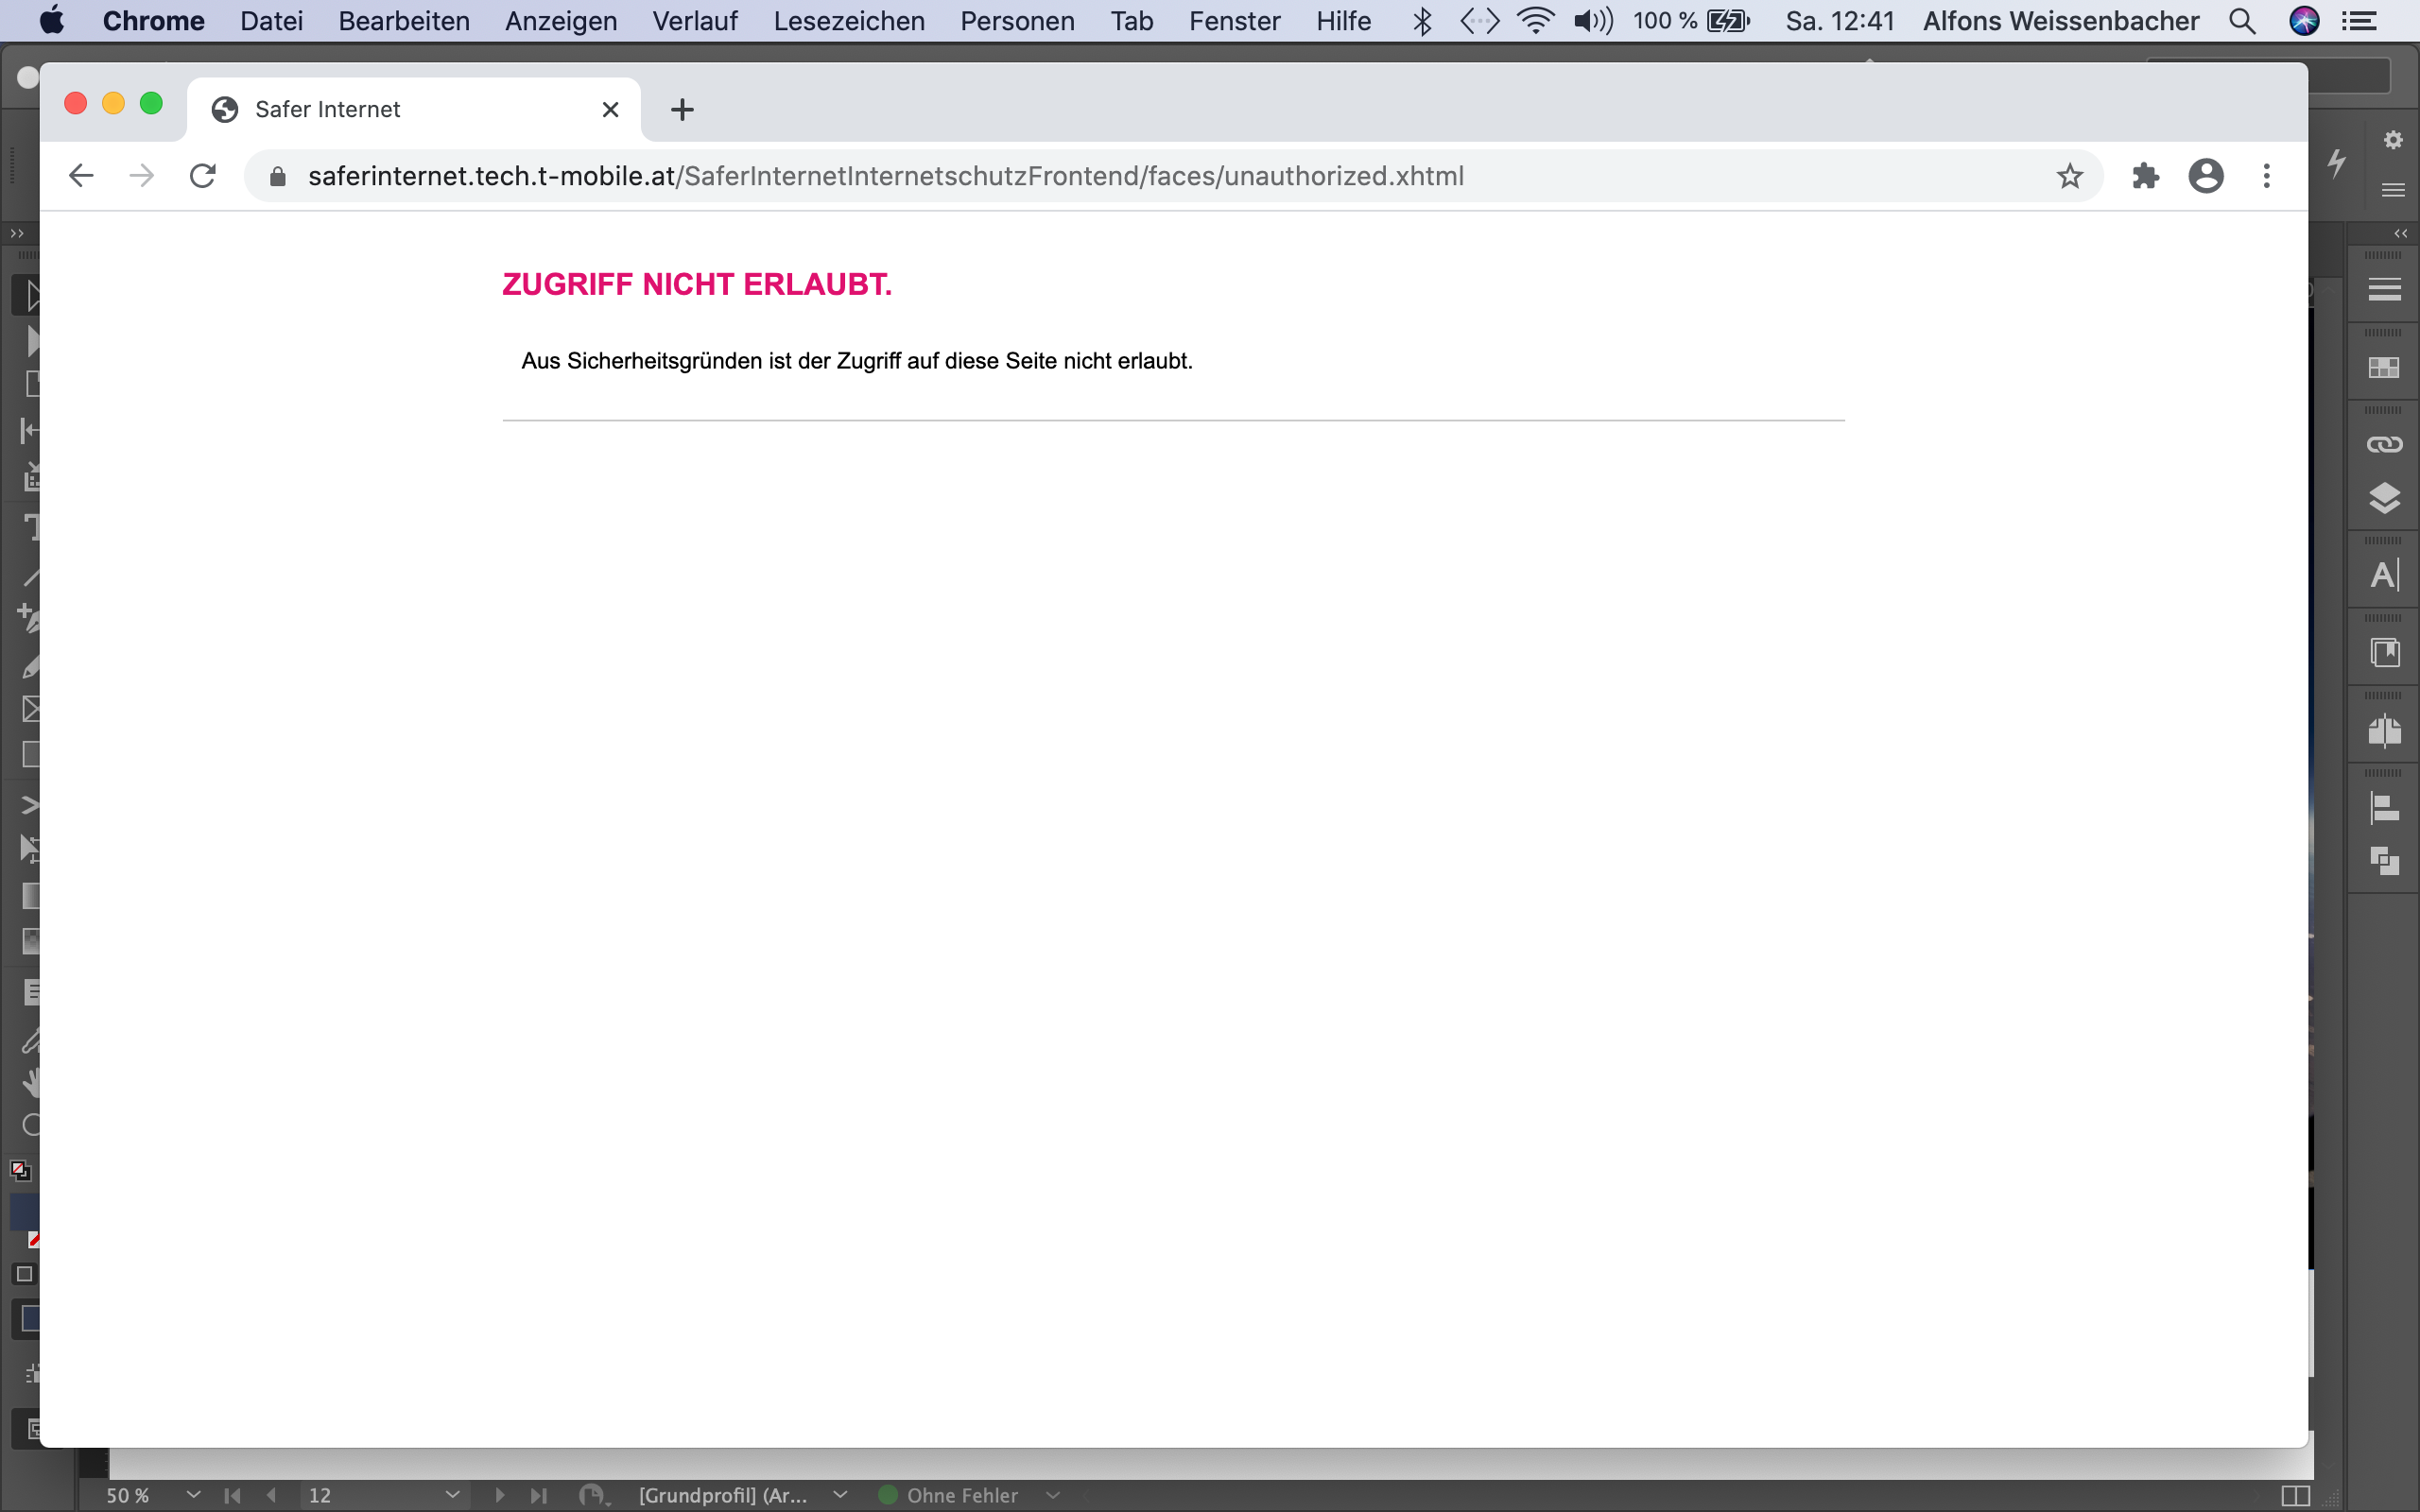 Chrome Datei Bearbeiten Anzeigen Verlauf Lesezeichen Personen Tab Fenster Hilfe 100 % Sa. 12:41 Alfons Weissenbacher
Safer Internet
saferinternet.tech.t-mobile.at/SaferInternetInternetschutzFrontend/faces/unauthorized.xhtml
ZUGRIFF NICHT ERLAUBT.
Aus Sicherheitsgründen ist der Zugriff auf diese Seite nicht erlaubt.
50 % 12 [Grundprofil] (Ar... Ohne Fehler